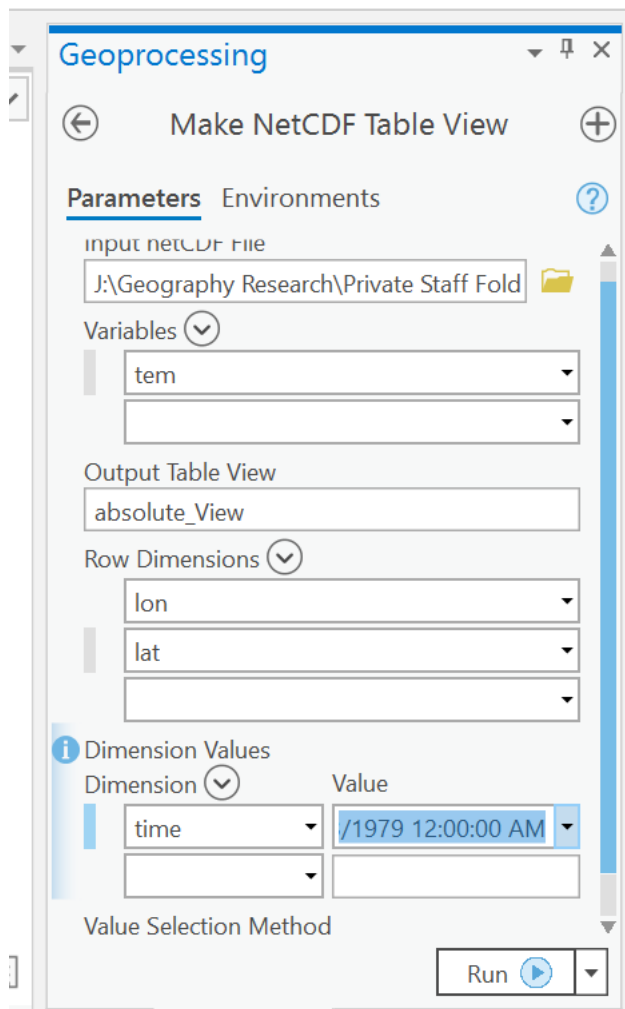 Geoprocessing
Make NetCDF Table View
Parameters Environments
Input netCDF File
J:\Geography Research\Private Staff Fold
Variables
tem
Output Table View
absolute_View
Row Dimensions
lon
lat
Dimension Values
Dimension Value
time /1979 12:00:00 AM
Value Selection Method
Run